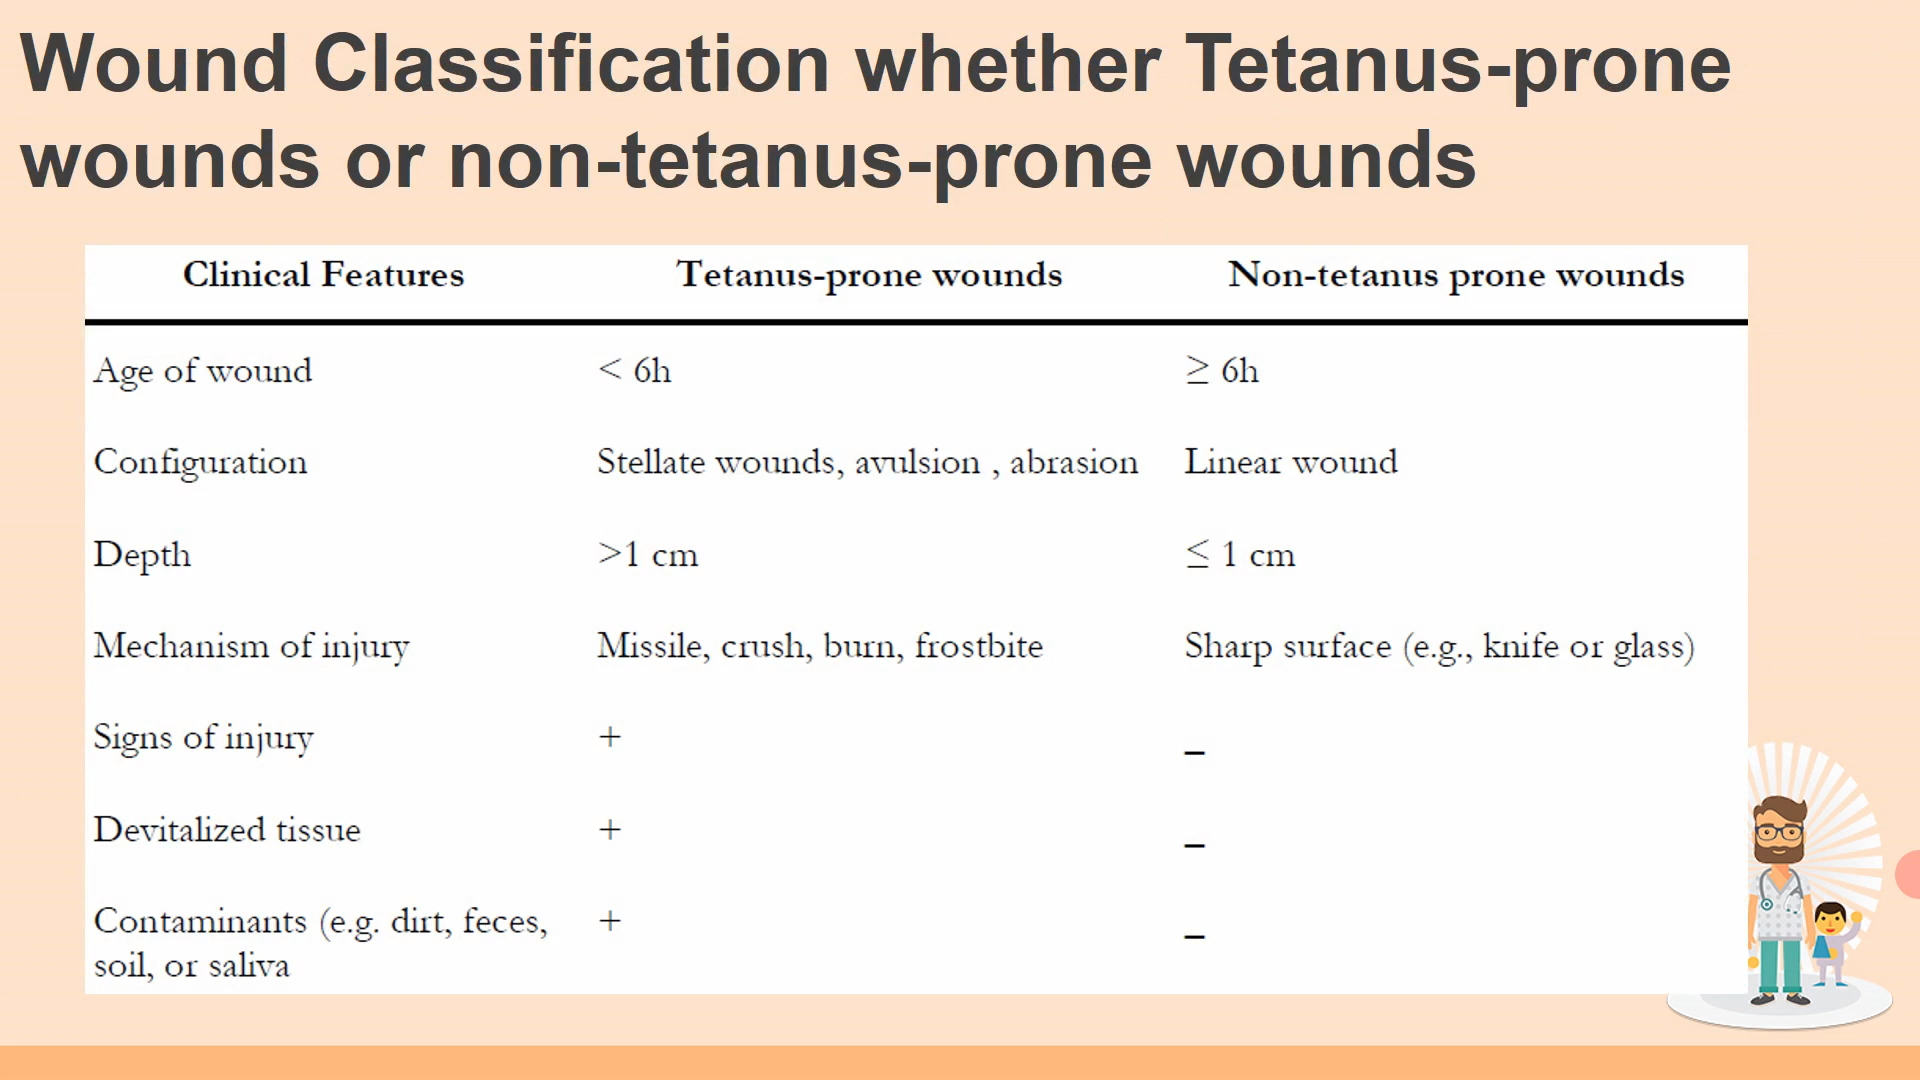 Wound Classification whether Tetanus-prone
wounds or non-tetanus-prone wounds
Clinical Features Tetanus-prone wounds Non-tetanus prone wounds
Age of wound < 6h ≥ 6h
Configuration Stellate wounds, avulsion , abrasion Linear wound
Depth >1 cm ≤ 1 cm
Mechanism of injury Missile, crush, burn, frostbite Sharp surface (e.g., knife or glass)
Signs of injury + –
Devitalized tissue + –
Contaminants (e.g. dirt, feces, + –
soil, or saliva